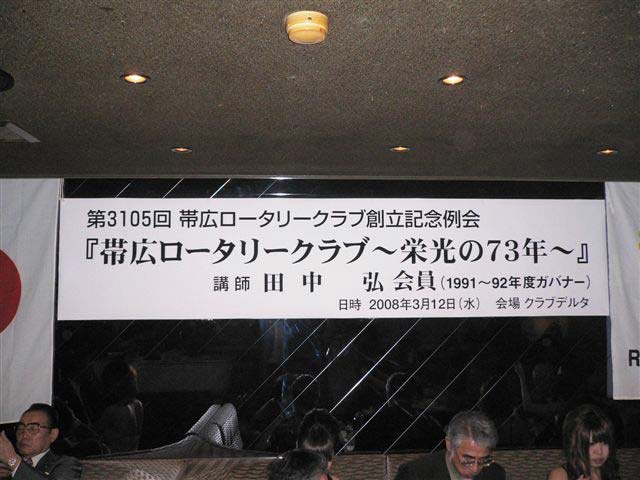 第3105回 帯広ロータリークラブ創立記念例会
『帯広ロータリークラブ〜栄光の73年〜』
講師 田中 弘 会員(1991〜92年度ガバナー)
日時 2008年3月12日(水) 会場 クラブデルタ
R